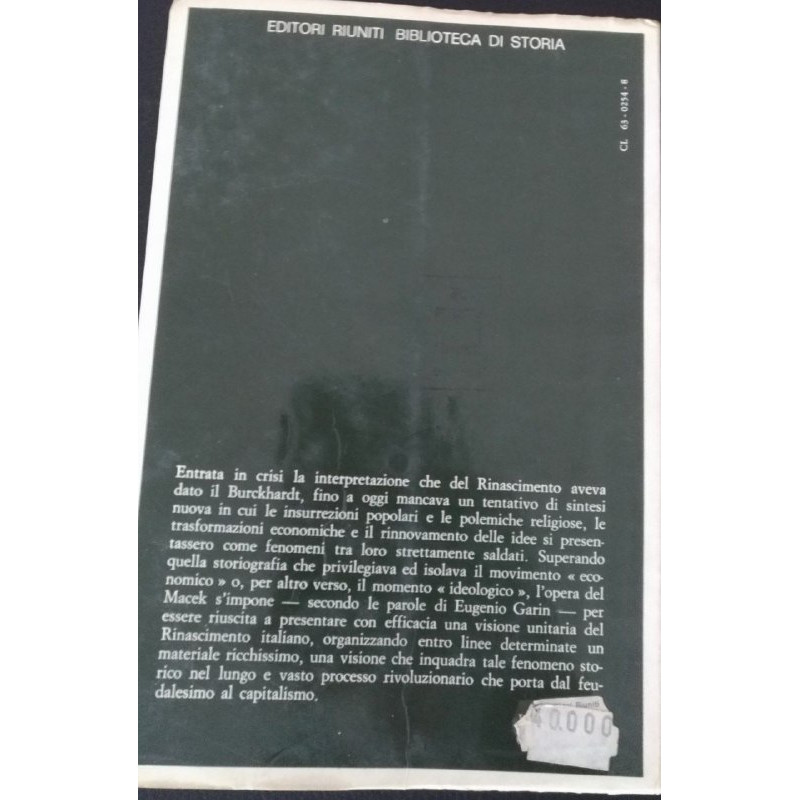 EDITORI RIUNITI BIBLIOTECA DI STORIA
CL 63-0254-8
Entrata in crisi la interpretazione che del Rinascimento aveva
dato il Burckhardt, fino a oggi mancava un tentativo di sintesi
nuova in cui le insurrezioni popolari e le polemiche religiose, le
trasformazioni economiche e il rinnovamento delle idee si presen-
tassero come fenomeni tra loro strettamente saldati. Superando
quella storiografia che privilegiava ed isolava il movimento « eco-
nomico » o, per altro verso, il momento « ideologico », l'opera del
Macek s'impone — secondo le parole di Eugenio Garin — per
essere riuscita a presentare con efficacia una visione unitaria del
Rinascimento italiano, organizzando entro linee determinate un
materiale ricchissimo, una visione che inquadra tale fenomeno sto-
rico nel lungo e vasto processo rivoluzionario che porta dal feu-
dalesimo al capitalismo.
40.000